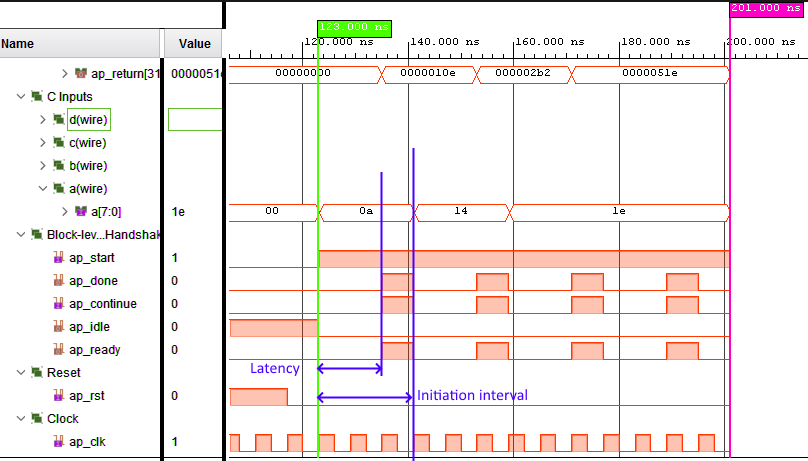 201.000 ns
123.000 ns
Name Value 120.000 ns 140.000 ns 160.000 ns 180.000 ns 200.000 ns
ap_return[31 0000051e 00000000 0000010e 000002b2 0000051e
C Inputs
d(wire)
c(wire)
b(wire)
a(wire)
a[7:0] 1e 00 0a 14 1e
Block-lev...Handshak
ap_start 1
ap_done 0
ap_continue 0
ap_idle 0
ap_ready 0
Reset Latency
ap_rst 0 Initiation interval
Clock
ap_clk 1